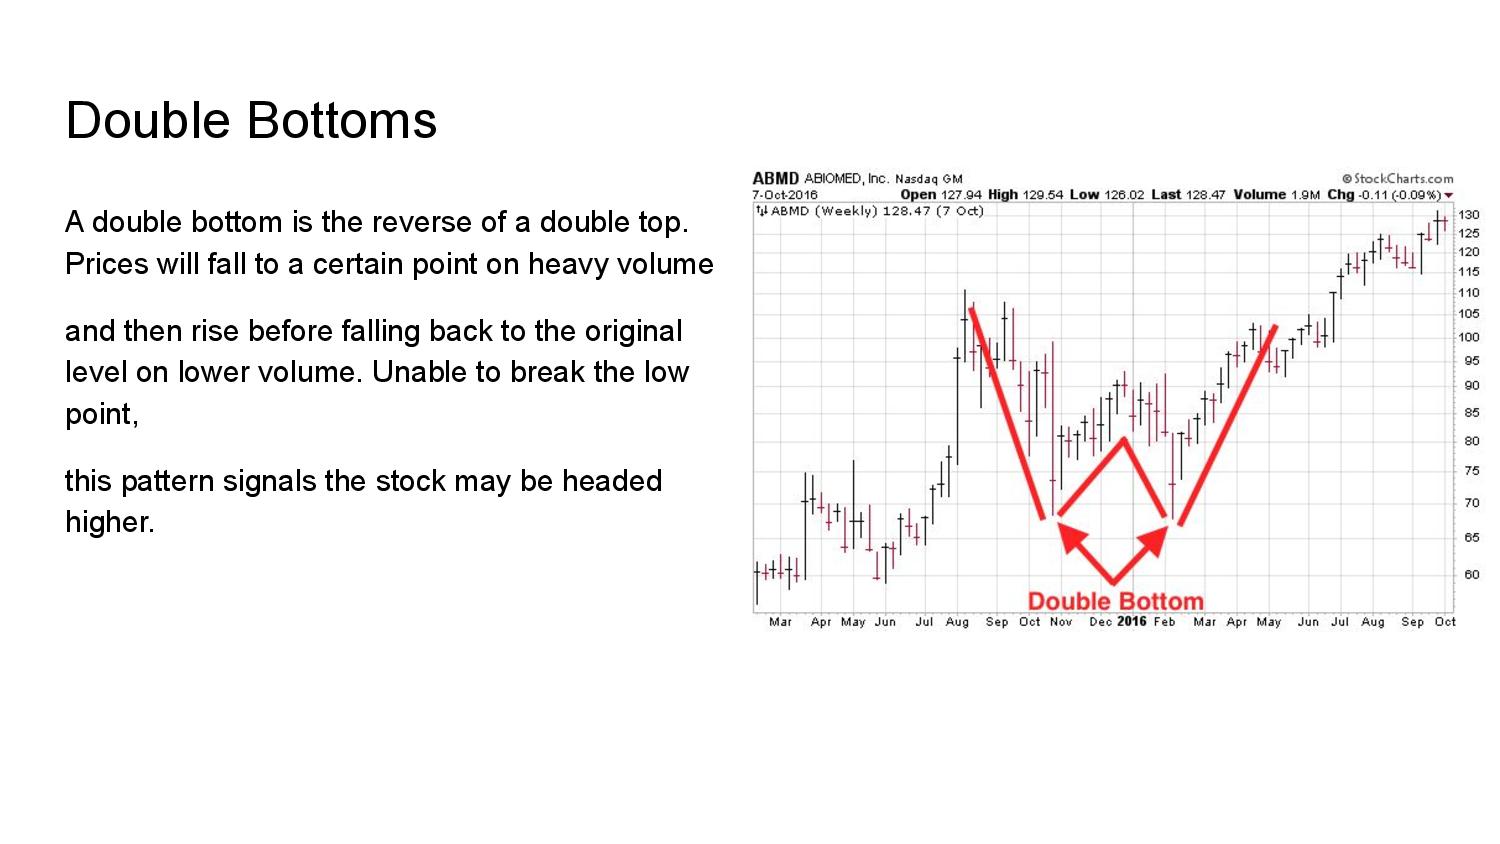 Double Bottoms
A double bottom is the reverse of a double top.
Prices will fall to a certain point on heavy volume
and then rise before falling back to the original
level on lower volume. Unable to break the low
point,
this pattern signals the stock may be headed
higher.
ABMD ABIOMED, Inc. Nasdaq GM
© StockCharts.com
7-Oct-2016 Open 127.94 High 129.54 Low 126.02 Last 128.47 Volume 1.9M Chg -0.11 (-0.09%)
ABMD (Weekly) 128.47 (7 Oct)
130
125
120
115
110
105
100
95
90
85
80
75
70
65
60
Double Bottom
Mar Apr May Jun Jul Aug Sep Oct Nov Dec 2016 Feb Mar Apr May Jun Jul Aug Sep Oct